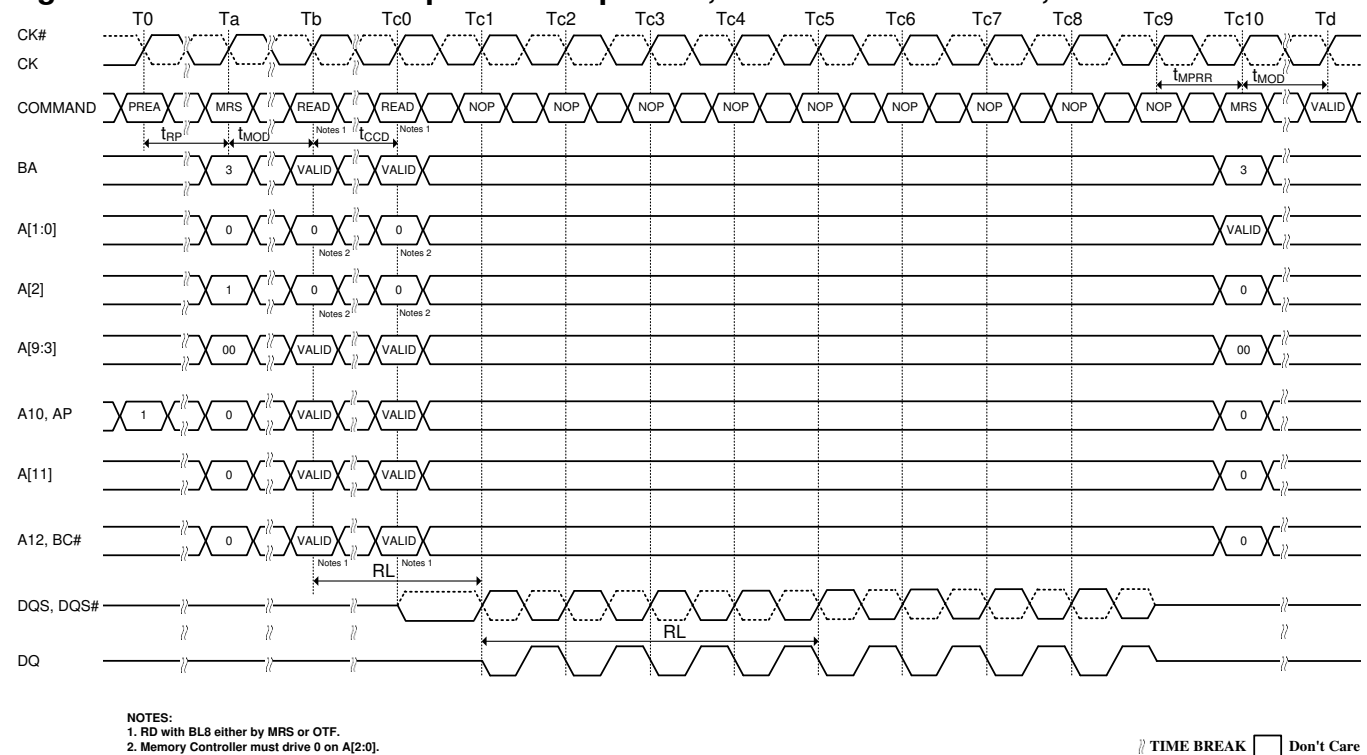 T0 Ta Tb Tc0 Tc1 Tc2 Tc3 Tc4 Tc5 Tc6 Tc7 Tc8 Tc9 Tc10 Td
CK#
CK
tMPRR tMOD
COMMAND PREA MRS READ READ NOP NOP NOP NOP NOP NOP NOP NOP NOP MRS VALID
Notes 1 Notes 1
tRP tMOD tCCD
BA 3 VALID VALID 3
A[1:0] 0 0 0 VALID
Notes 2 Notes 2
A[2] 1 0 0 0
Notes 2 Notes 2
A[9:3] 00 VALID VALID 00
A10, AP 1 0 VALID VALID 0
A[11] 0 VALID VALID 0
A12, BC# 0 VALID VALID 0
Notes 1 Notes 1
RL
DQS, DQS#
RL
DQ
NOTES:
1. RD with BL8 either by MRS or OTF.
2. Memory Controller must drive 0 on A[2:0].
TIME BREAK Don't Care